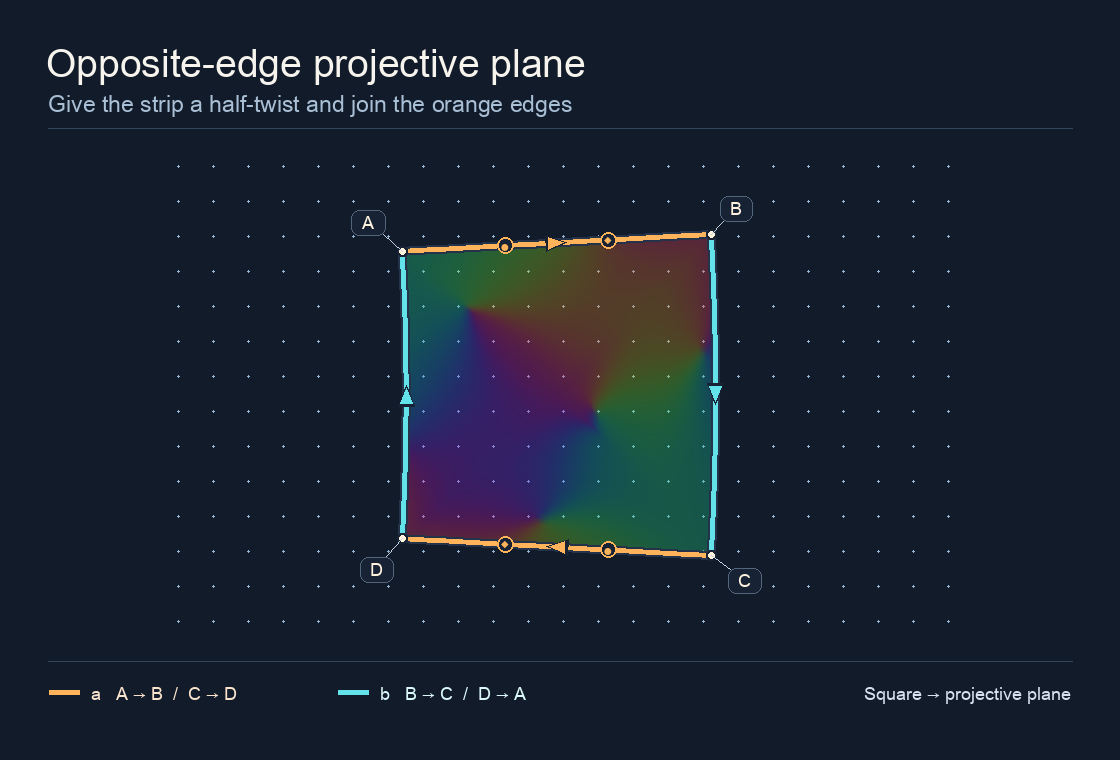 Opposite-edge projective plane
Give the strip a half-twist and join the orange edges
A
B
D
C
a A→B / C→D
b B→C / D→A
Square→projective plane